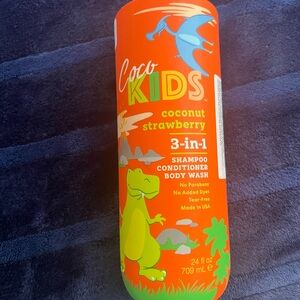 Coco
KIDS
coconut
strawberry
3-in-1
SHAMPOO
CONDITIONER
BODY WASH
No Parabens
No Added Dyes
Tear-Free
Made in USA
24 fl oz
709 mL e